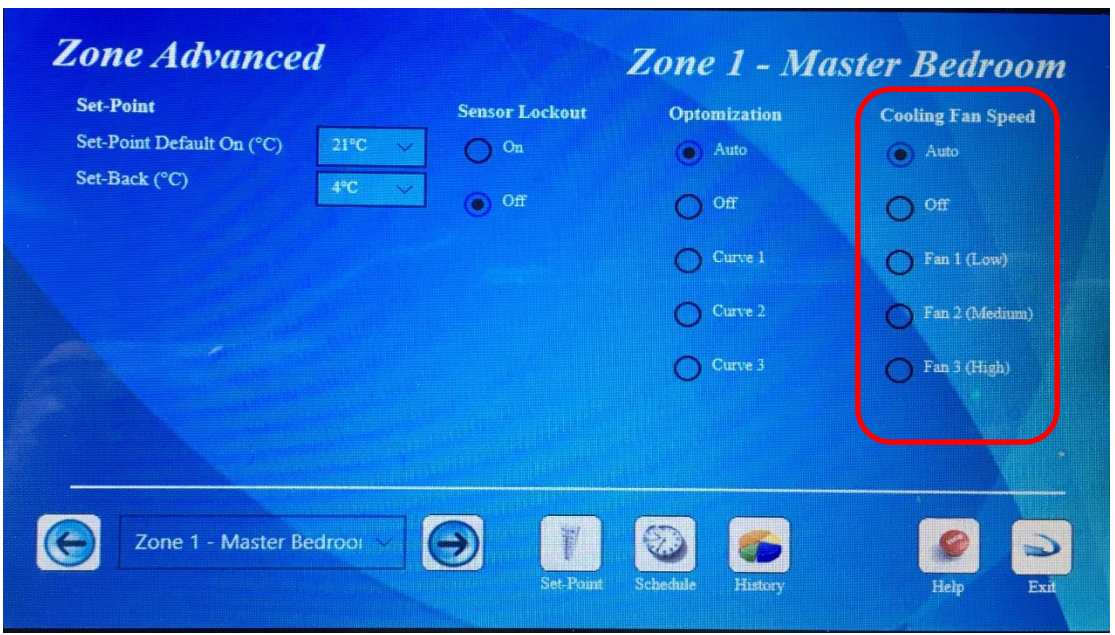 Zone Advanced
Zone 1 - Master Bedroom
Set-Point
Set-Point Default On (°C)
21°C
Set-Back (°C)
4°C
Sensor Lockout
On
Off
Optomization
Auto
Off
Curve 1
Curve 2
Curve 3
Cooling Fan Speed
Auto
Off
Fan 1 (Low)
Fan 2 (Medium)
Fan 3 (High)
Zone 1 - Master Bedroo
Set-Point
Schedule
History
Help
Exit